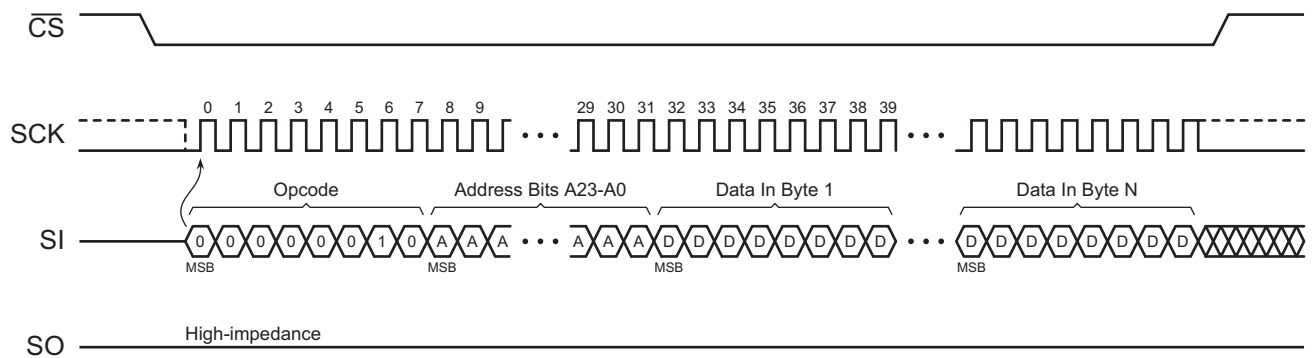 CS
0 1 2 3 4 5 6 7 8 9 29 30 31 32 33 34 35 36 37 38 39
SCK
Opcode Address Bits A23-A0 Data In Byte 1 Data In Byte N
SI 0 0 0 0 0 0 1 0 A A A A A A D D D D D D D D D D D D D D D D
MSB MSB MSB MSB
High-impedance
SO